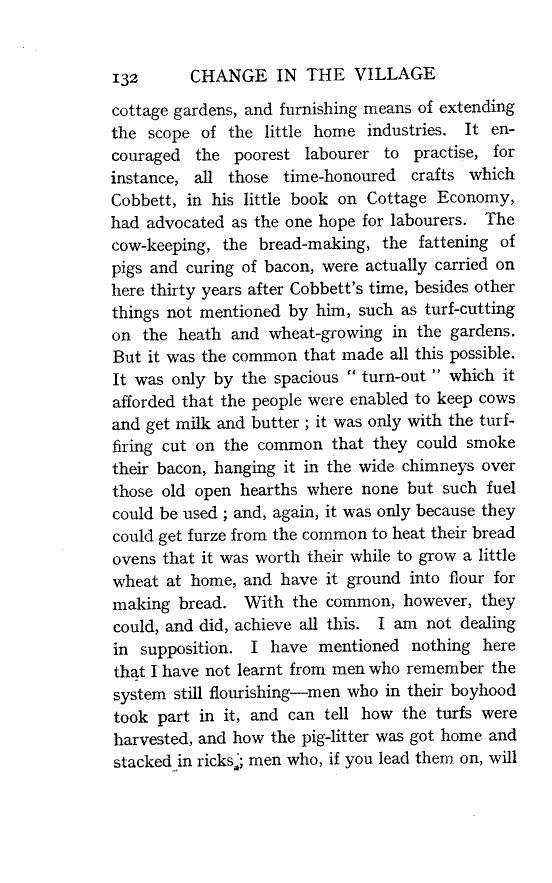 132 CHANGE IN THE VILLAGE
cottage gardens, and furnishing means of extending
the scope of the little home industries. It en-
couraged the poorest labourer to practise, for
instance, all those time-honoured crafts which
Cobbett, in his little book on Cottage Economy,
had advocated as the one hope for labourers. The
cow-keeping, the bread-making, the fattening of
pigs and curing of bacon, were actually carried on
here thirty years after Cobbett's time, besides other
things not mentioned by him, such as turf-cutting
on the heath and wheat-growing in the gardens.
But it was the common that made all this possible.
It was only by the spacious " turn-out " which it
afforded that the people were enabled to keep cows
and get milk and butter ; it was only with the turf-
firing cut on the common that they could smoke
their bacon, hanging it in the wide chimneys over
those old open hearths where none but such fuel
could be used ; and, again, it was only because they
could get furze from the common to heat their bread
ovens that it was worth their while to grow a little
wheat at home, and have it ground into flour for
making bread. With the common, however, they
could, and did, achieve all this. I am not dealing
in supposition. I have mentioned nothing here
that I have not learnt from men who remember the
system still flourishing—men who in their boyhood
took part in it, and can tell how the turfs were
harvested, and how the pig-litter was got home and
stacked in ricks ; men who, if you lead them on, will